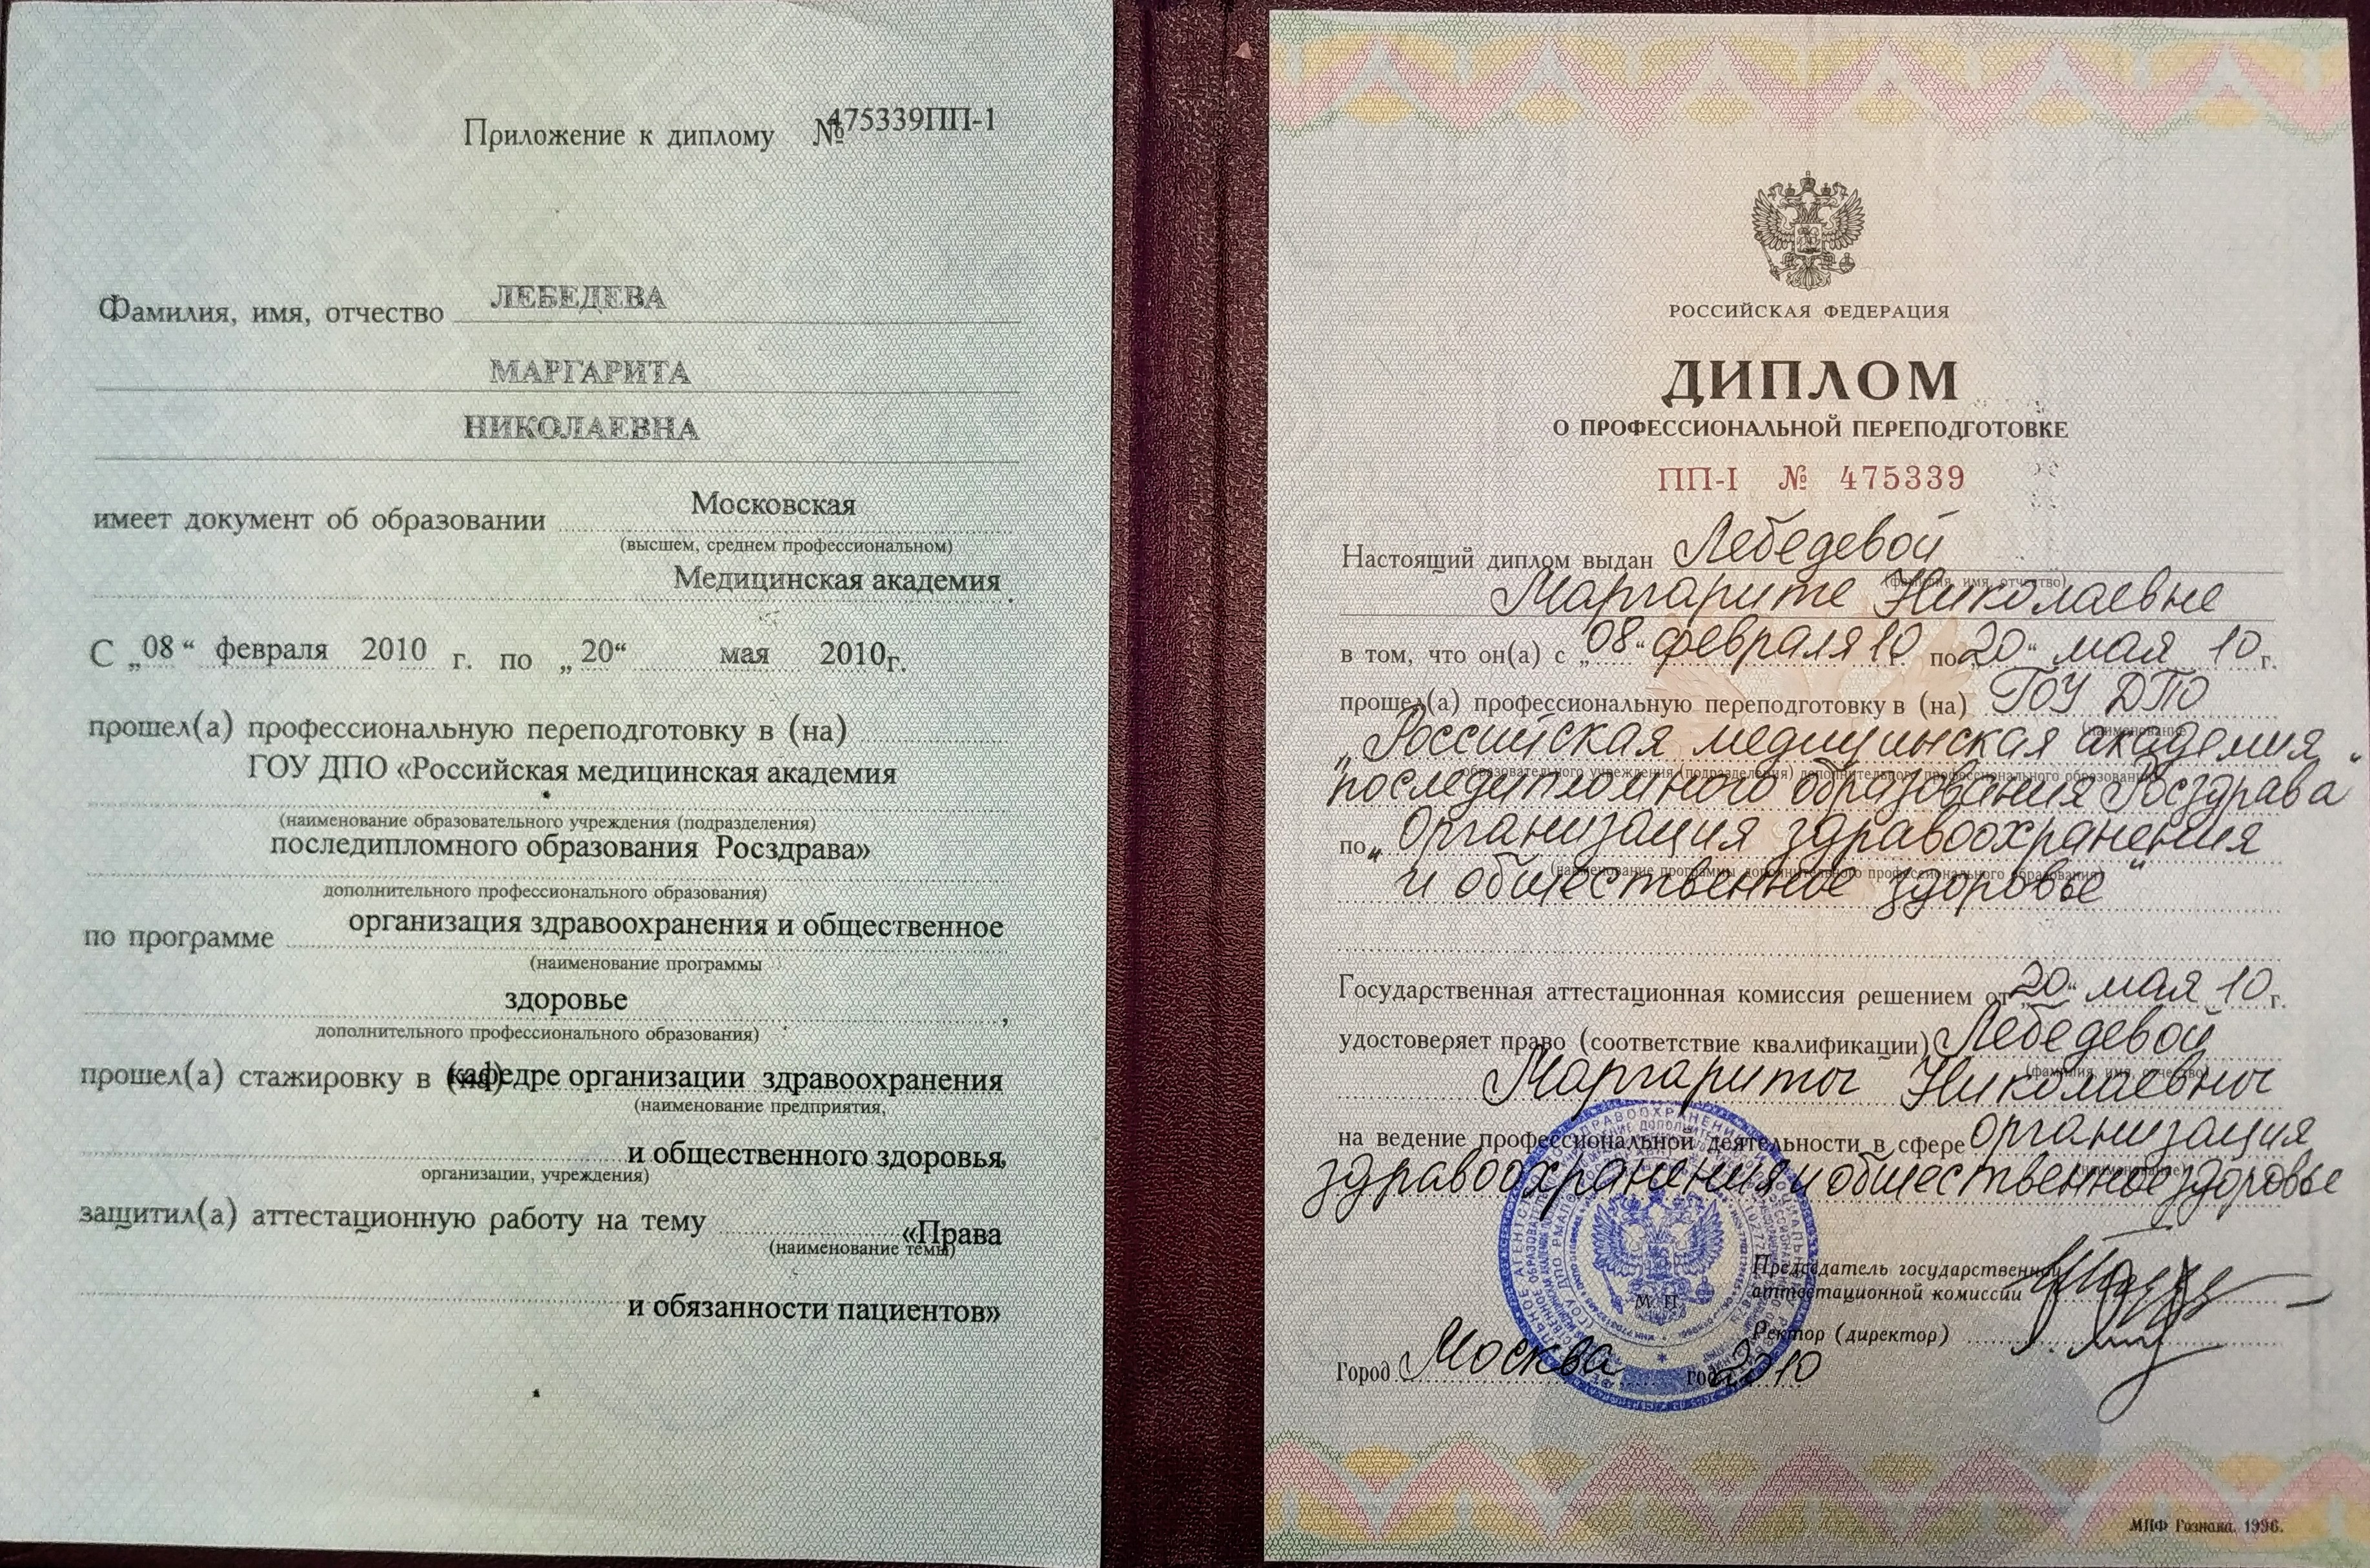 Приложение к диплому № 475339ПП-1
Фамилия, имя, отчество ЛЕБЕДЕВА
МАРГАРИТА
НИКОЛАЕВНА
имеет документ об образовании Московская
(высшем, среднем профессиональном)
Медицинская академия
С „08“ февраля 2010 г. по „20“ мая 2010г.
прошел(а) профессиональную переподготовку в (на)
ГОУ ДПО «Российская медицинская академия
(наименование образовательного учреждения (подразделения)
последипломного образования Росздрава»
дополнительного профессионального образования)
по программе организация здравоохранения и общественное
(наименование программы
здоровье,
дополнительного профессионального образования)
прошел(а) стажировку в (на) кафедре организации здравоохранения
(наименование предприятия,
и общественного здоровья,
организации, учреждения)
защитил(а) аттестационную работу на тему «Права
(наименование темы)
и обязанности пациентов»
РОССИЙСКАЯ ФЕДЕРАЦИЯ
ДИПЛОМ
О ПРОФЕССИОНАЛЬНОЙ ПЕРЕПОДГОТОВКЕ
ПП-I № 475339
Настоящий диплом выдан Лебедевой
(фамилия, имя, отчество)
Маргарите Николаевне
в том, что он(а) с „08“ февраля 10 г. по „20“ мая 10 г.
прошел(а) профессиональную переподготовку в (на) ГОУ ДПО
(наименование
„Российская медицинская академия
образовательного учреждения (подразделения) дополнительного профессионального образования)
последипломного образования Росздрава“
по „Организация здравоохранения
(наименование программы дополнительного профессионального образования)
и общественное здоровье“
Государственная аттестационная комиссия решением от „20“ мая 10 г.
удостоверяет право (соответствие квалификации) Лебедевой
(фамилия, имя, отчество)
Маргариты Николаевны
на ведение профессиональной деятельности в сфере организация
(наименование)
здравоохранения и общественное здоровье
Председатель государственной
аттестационной комиссии
М. П.
Ректор (директор)
Город Москва год 2010
МПФ Гознака. 1996.